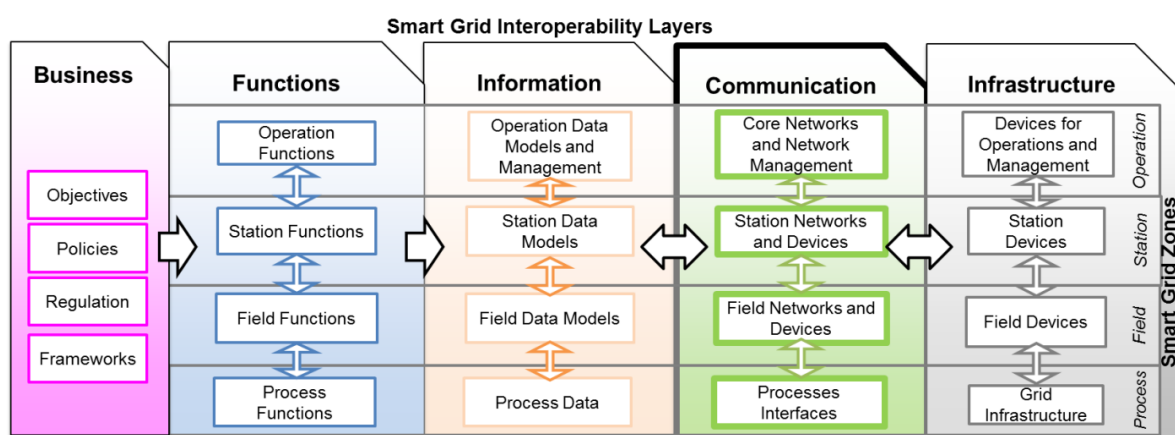 Smart Grid Interoperability Layers
Business
Objectives
Policies
Regulation
Frameworks
Functions
Operation
Functions
Station Functions
Field Functions
Process
Functions
Information
Operation Data
Models and
Management
Station Data
Models
Field Data Models
Process Data
Communication
Core Networks
and Network
Management
Station Networks
and Devices
Field Networks and
Devices
Processes
Interfaces
Infrastructure
Devices for
Operations and
Management
Station
Devices
Field Devices
Grid
Infrastructure
Operation
Station
Field
Process
Smart Grid Zones